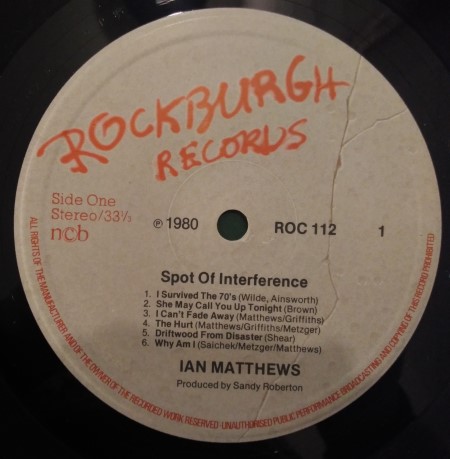 ROCKBURGH
RECORDS
Side One
Stereo/33⅓
ncb
℗ 1980
ROC 112
1
Spot Of Interference
1. I Survived The 70's (Wilde, Ainsworth)
2. She May Call You Up Tonight (Brown)
3. I Can't Fade Away (Matthews/Griffiths)
4. The Hurt (Matthews/Griffiths/Metzger)
5. Driftwood From Disaster (Shear)
6. Why Am I (Saichek/Metzger/Matthews)
IAN MATTHEWS
Produced by Sandy Roberton
ALL RIGHTS OF THE MANUFACTURER AND OF THE OWNER OF THE RECORDED WORK RESERVED·UNAUTHORISED PUBLIC PERFORMANCE BROADCASTING AND COPYING OF THIS RECORD PROHIBITED